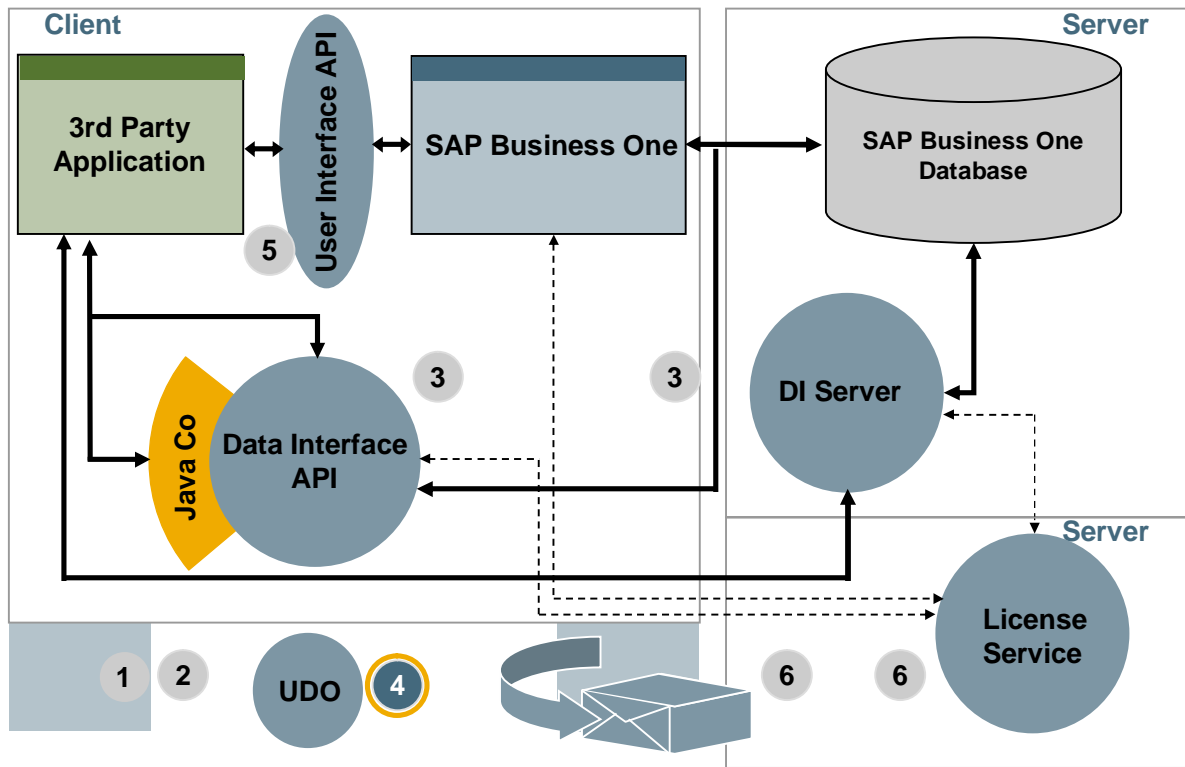 Client
Server
3rd Party
Application
User Interface API
SAP Business One
SAP Business One
Database
5
3
3
DI Server
Java Co
Data Interface
API
Server
License
Service
1
2
UDO
4
6
6